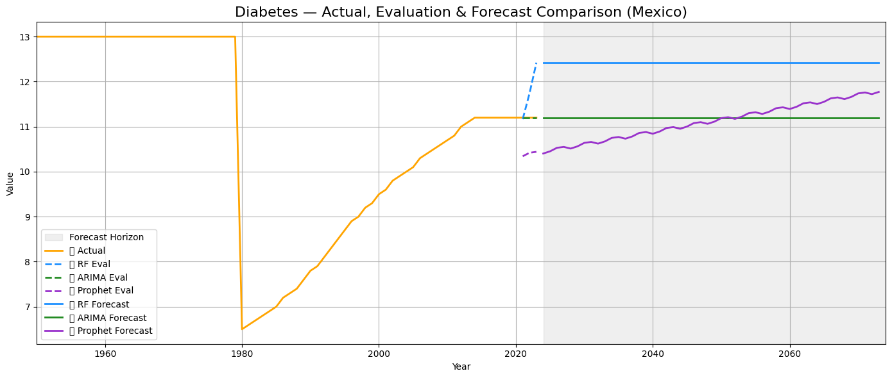 Diabetes — Actual, Evaluation & Forecast Comparison (Mexico)
13
12
11
10
9
8
7
Value
Forecast Horizon
Actual
RF Eval
ARIMA Eval
Prophet Eval
RF Forecast
ARIMA Forecast
Prophet Forecast
1960
1980
2000
2020
2040
2060
Year